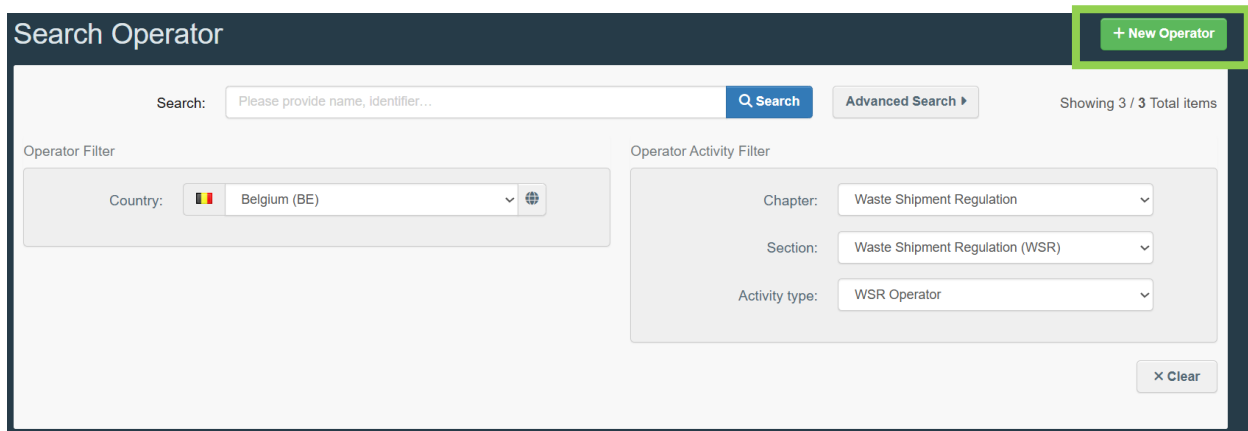 Search Operator
+ New Operator
Search: Please provide name, identifier... Search Advanced Search Showing 3 / 3 Total items
Operator Filter
Country: Belgium (BE)
Operator Activity Filter
Chapter: Waste Shipment Regulation
Section: Waste Shipment Regulation (WSR)
Activity type: WSR Operator
× Clear